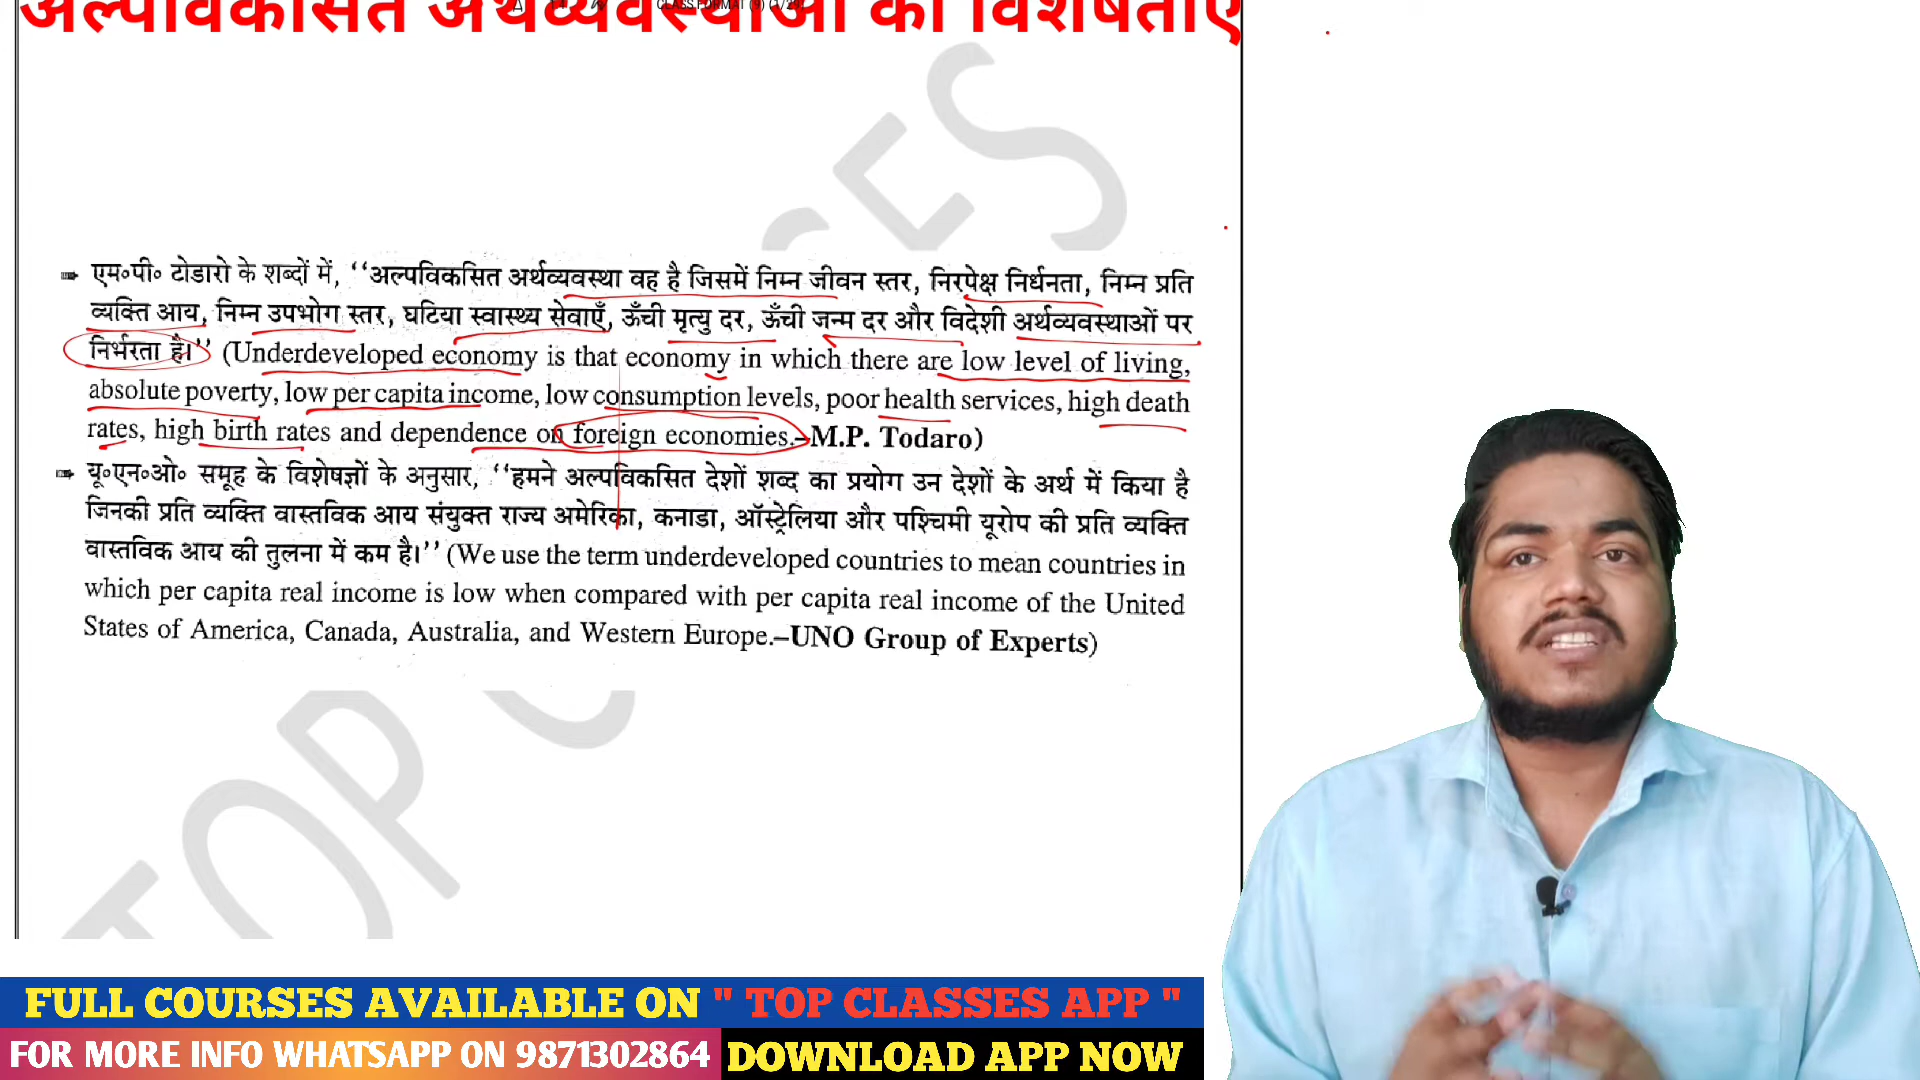 अल्पविकसित अर्थव्यवस्थाओं की विशेषताएँ
CLASS FORMAT (9) (1/29)
एम॰पी॰ टोडारो के शब्दों में, ‘‘अल्पविकसित अर्थव्यवस्था वह है जिसमें निम्न जीवन स्तर, निरपेक्ष निर्धनता, निम्न प्रति
व्यक्ति आय, निम्न उपभोग स्तर, घटिया स्वास्थ्य सेवाएँ, ऊँची मृत्यु दर, ऊँची जन्म दर और विदेशी अर्थव्यवस्थाओं पर
निर्भरता है।’’ (Underdeveloped economy is that economy in which there are low level of living,
absolute poverty, low per capita income, low consumption levels, poor health services, high death
rates, high birth rates and dependence on foreign economies.–M.P. Todaro)
यू॰एन॰ओ॰ समूह के विशेषज्ञों के अनुसार, ‘‘हमने अल्पविकसित देशों शब्द का प्रयोग उन देशों के अर्थ में किया है
जिनकी प्रति व्यक्ति वास्तविक आय संयुक्त राज्य अमेरिका, कनाडा, ऑस्ट्रेलिया और पश्चिमी यूरोप की प्रति व्यक्ति
वास्तविक आय की तुलना में कम है।’’ (We use the term underdeveloped countries to mean countries in
which per capita real income is low when compared with per capita real income of the United
States of America, Canada, Australia, and Western Europe.–UNO Group of Experts)
FULL COURSES AVAILABLE ON " TOP CLASSES APP "
FOR MORE INFO WHATSAPP ON 9871302864
DOWNLOAD APP NOW